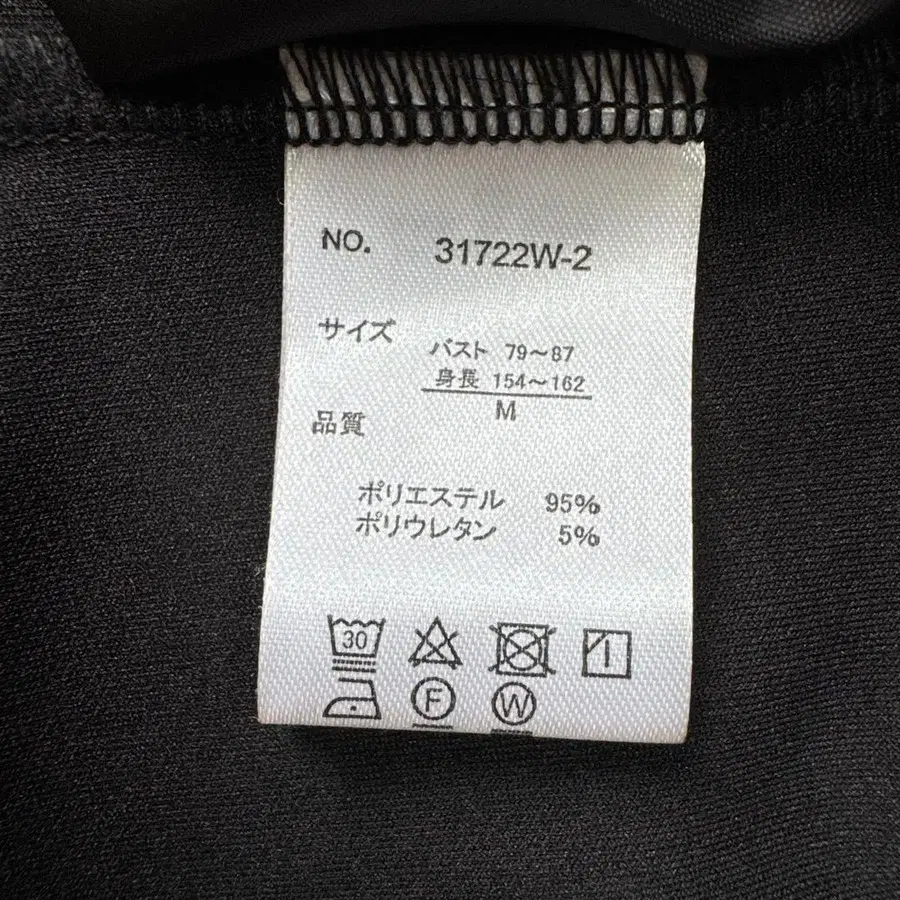 NO. 31722W-2
サイズ
バスト 79～87
身長 154～162
M
品質
ポリエステル 95%
ポリウレタン 5%
30
F W